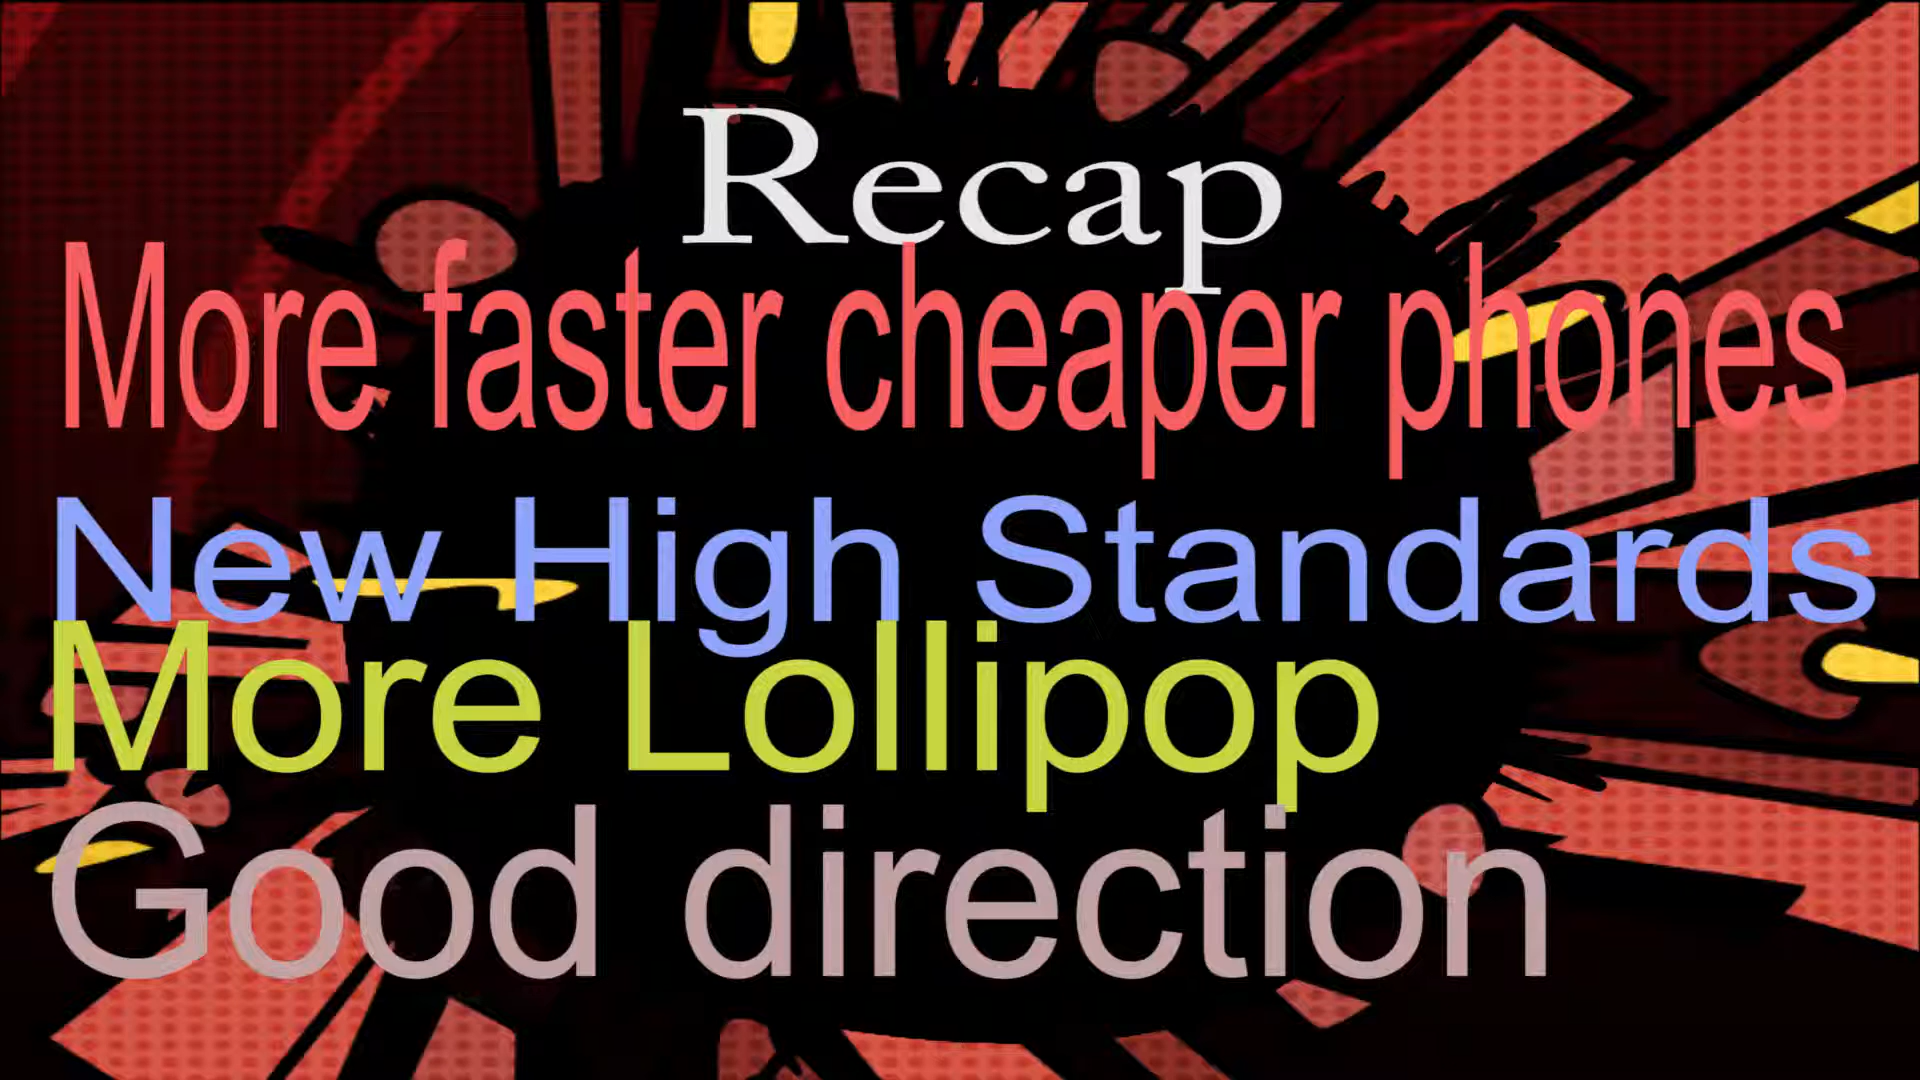 Recap
More faster cheaper phones
New High Standards
More Lollipop
Good direction